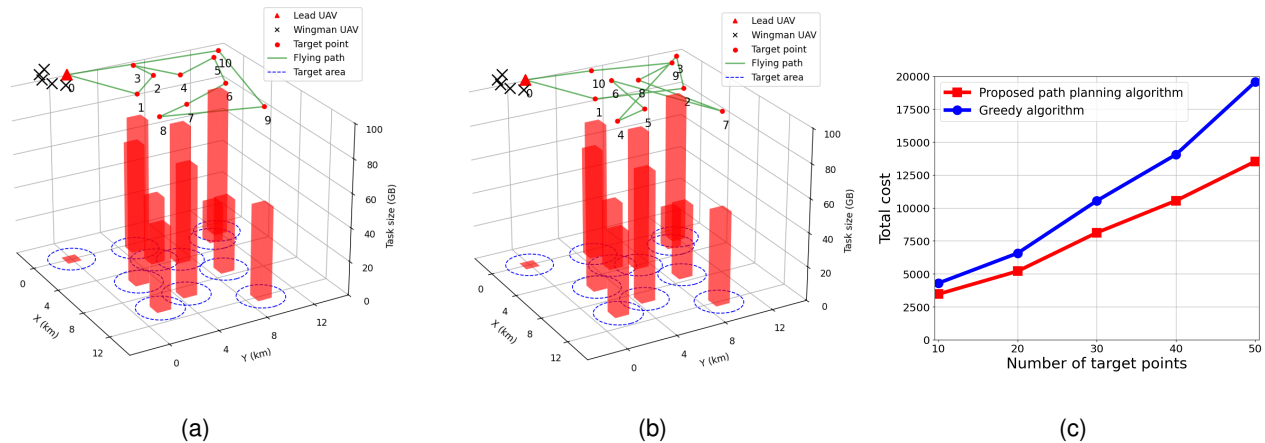 Lead UAV
Wingman UAV
Target point
Flying path
Target area
0
1
2
3
4
5
6
7
8
9
10
100
80
60
40
20
0
Task size (GB)
0
4
8
12
X (km)
0
4
8
12
Y (km)
(a)
Lead UAV
Wingman UAV
Target point
Flying path
Target area
0
1
2
3
4
5
6
7
8
9
10
100
80
60
40
20
0
Task size (GB)
0
4
8
12
X (km)
0
4
8
12
Y (km)
(b)
Proposed path planning algorithm
Greedy algorithm
20000
17500
15000
12500
10000
7500
5000
2500
0
Total cost
10 20 30 40 50
Number of target points
(c)